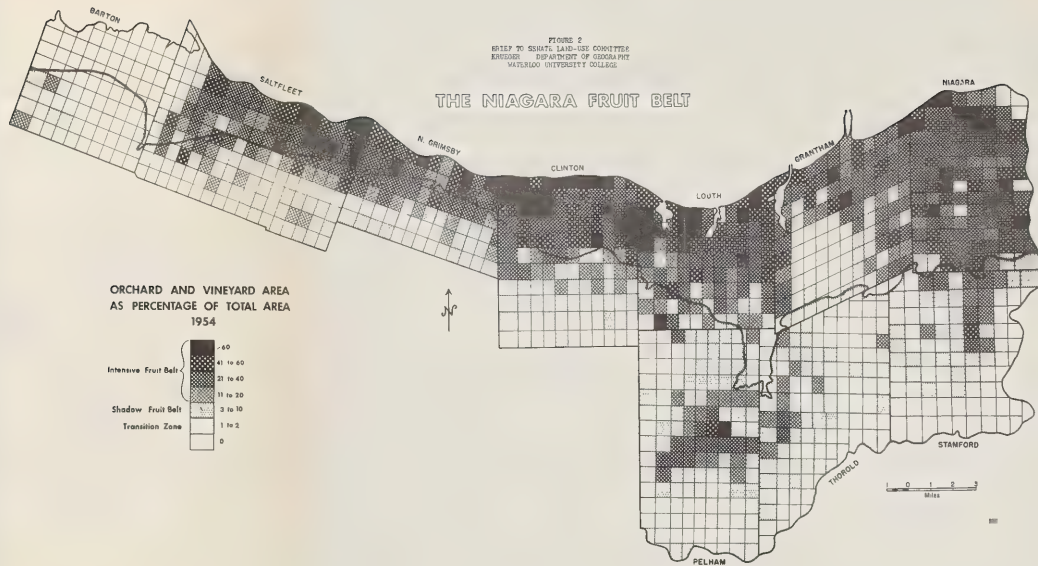 FIGURE 2
BRIEF TO SENATE LAND-USE COMMITTEE
KRUEGER DEPARTMENT OF GEOGRAPHY
WATERLOO UNIVERSITY COLLEGE
THE NIAGARA FRUIT BELT
BARTON
SALTFLEET
N. GRIMSBY
CLINTON
LOUTH
GRANTHAM
NIAGARA
STAMFORD
THOROLD
PELHAM
N
ORCHARD AND VINEYARD AREA
AS PERCENTAGE OF TOTAL AREA
1954
Intensive Fruit Belt
>60
41 to 60
21 to 40
11 to 20
Shadow Fruit Belt 3 to 10
Transition Zone 1 to 2
0
1 0 1 2 3
Miles